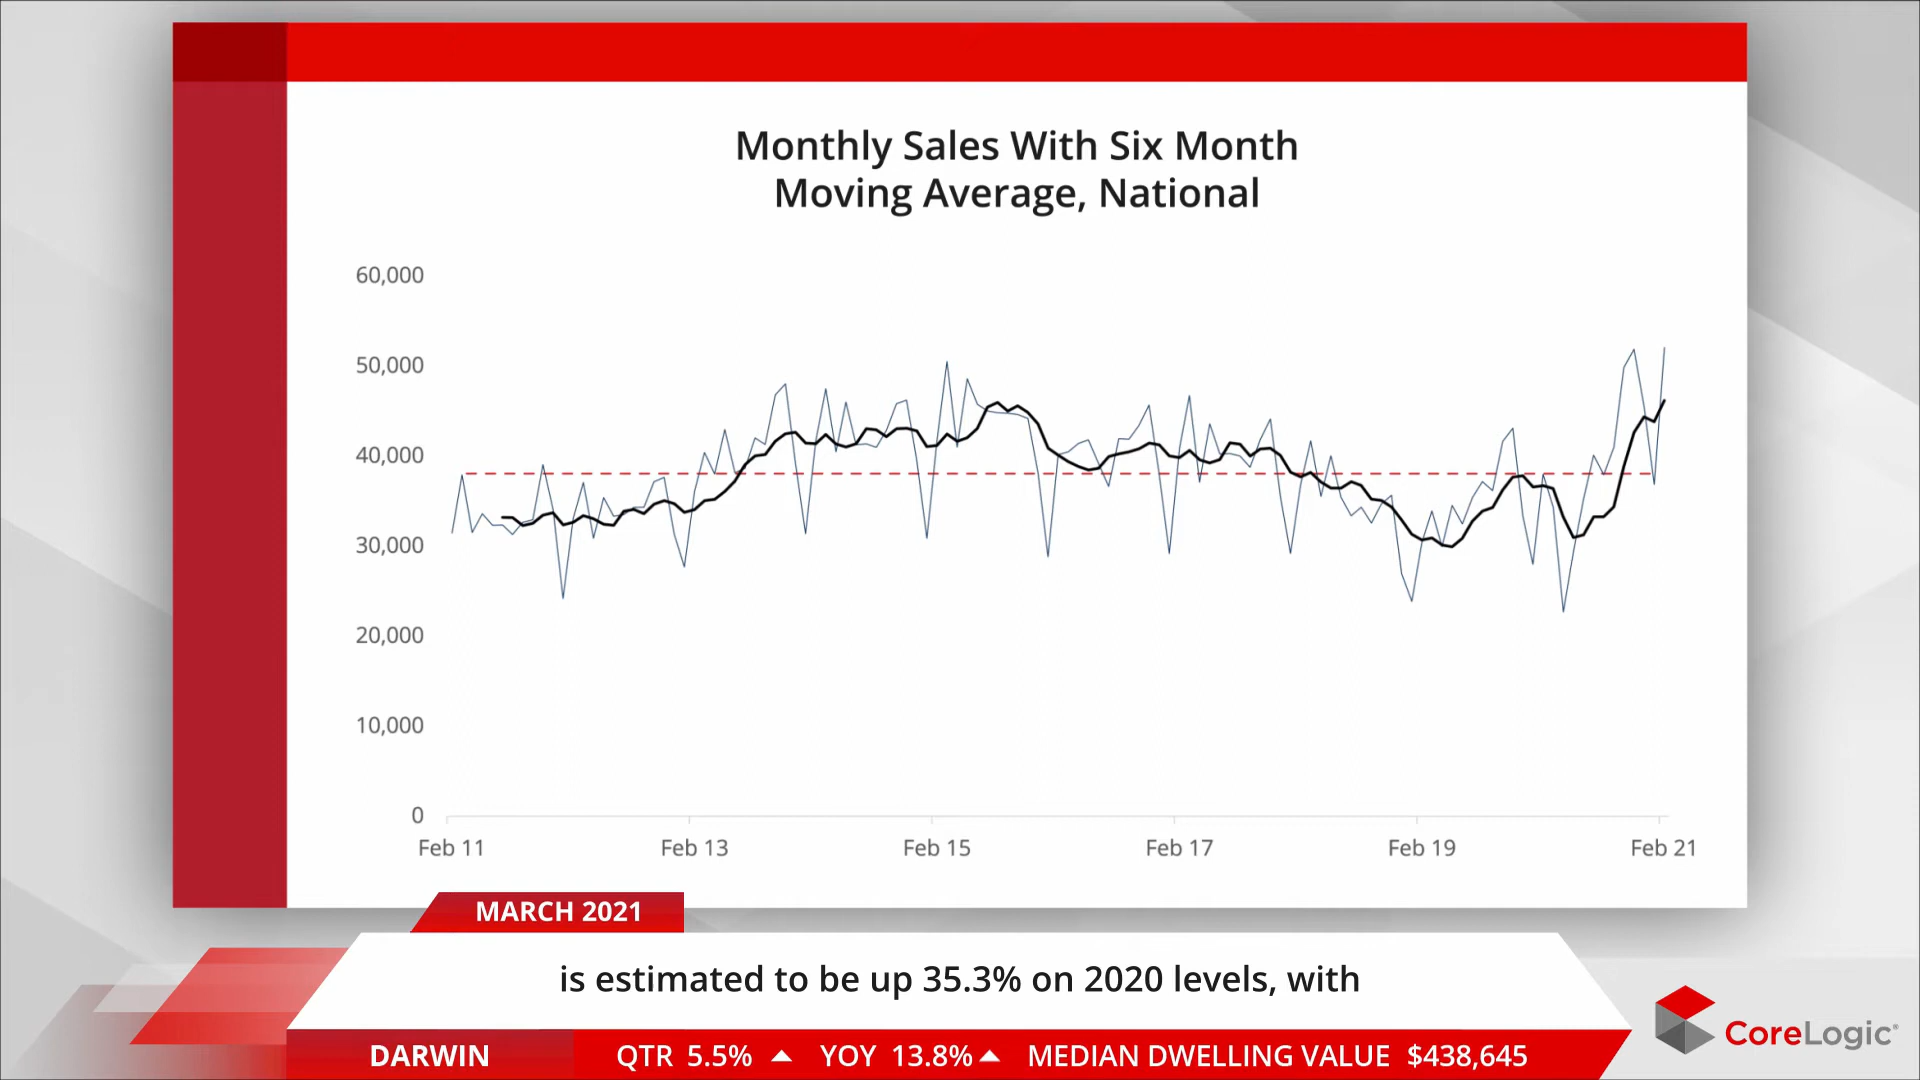 Monthly Sales With Six Month
Moving Average, National
60,000
50,000
40,000
30,000
20,000
10,000
0
Feb 11 Feb 13 Feb 15 Feb 17 Feb 19 Feb 21
MARCH 2021
is estimated to be up 35.3% on 2020 levels, with
DARWIN QTR 5.5% ▲ YOY 13.8% ▲ MEDIAN DWELLING VALUE $438,645
CoreLogic®